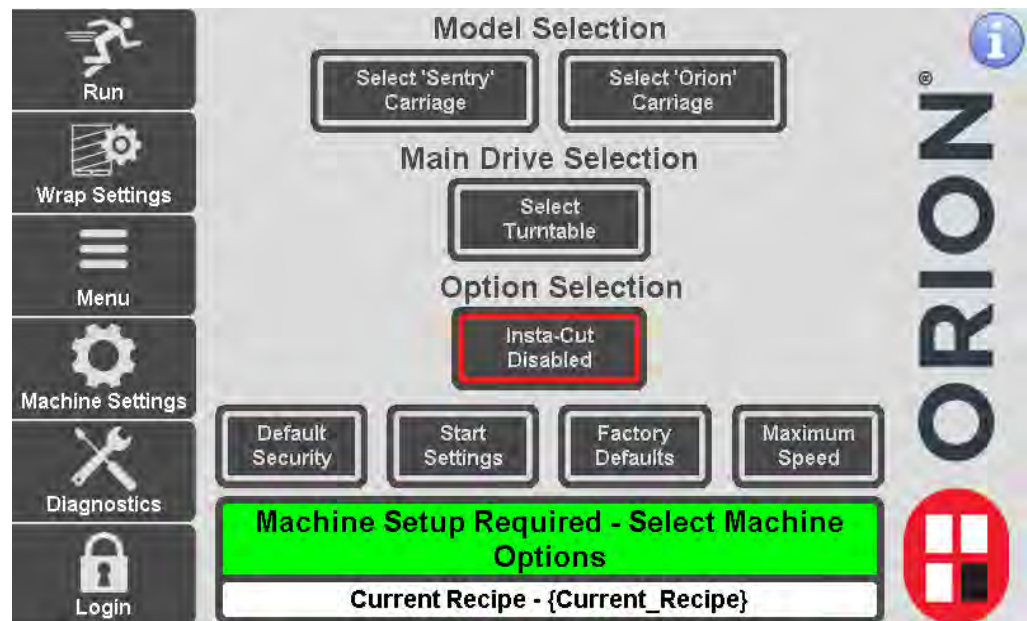 Run
Wrap Settings
Menu
Machine Settings
Diagnostics
Login
Model Selection
Select 'Sentry'
Carriage
Select 'Orion'
Carriage
Main Drive Selection
Select
Turntable
Option Selection
Insta-Cut
Disabled
Default
Security
Start
Settings
Factory
Defaults
Maximum
Speed
Machine Setup Required - Select Machine
Options
Current Recipe - {Current_Recipe}
i
ORION®